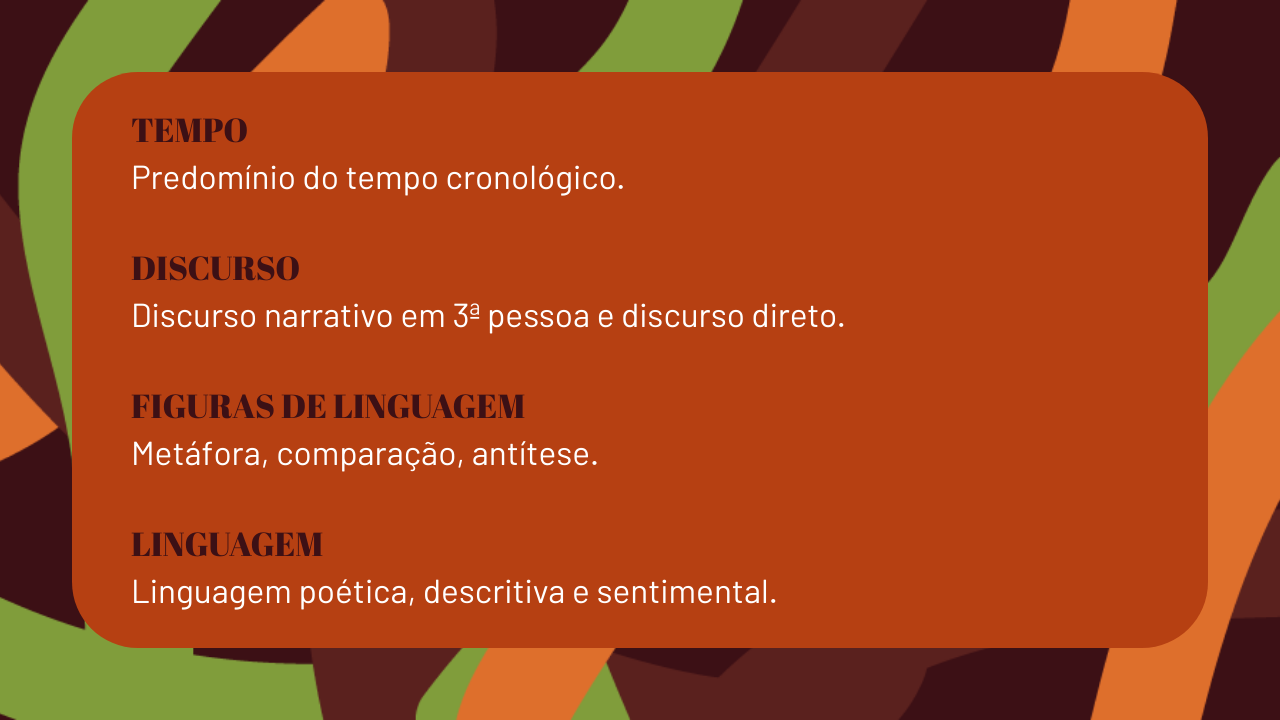 TEMPO
Predomínio do tempo cronológico.
DISCURSO
Discurso narrativo em 3ª pessoa e discurso direto.
FIGURAS DE LINGUAGEM
Metáfora, comparação, antítese.
LINGUAGEM
Linguagem poética, descritiva e sentimental.